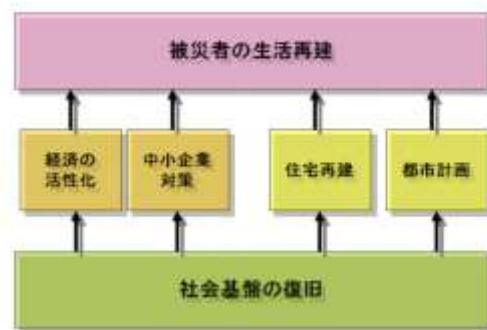 被災者の生活再建
経済の
活性化
中小企業
対策
住宅再建
都市計画
社会基盤の復旧